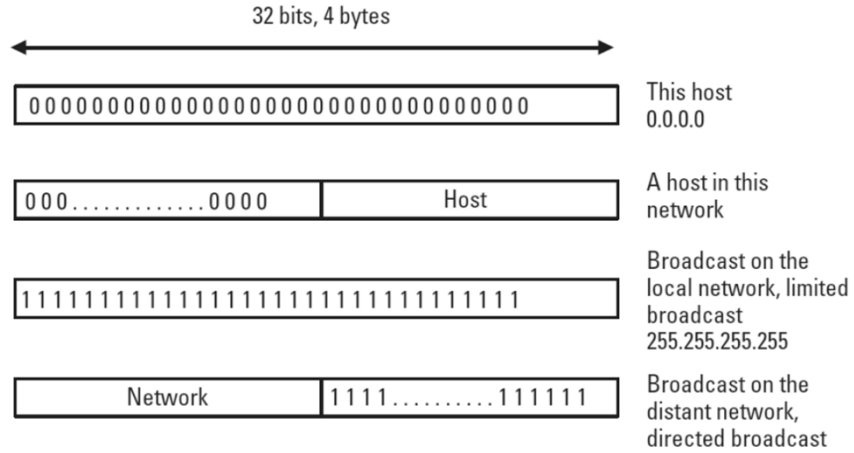 32 bits, 4 bytes
00000000000000000000000000000000
This host
0.0.0.0
000.............0000
Host
A host in this
network
11111111111111111111111111111111
Broadcast on the
local network, limited
broadcast
255.255.255.255
Network
1111..........111111
Broadcast on the
distant network,
directed broadcast